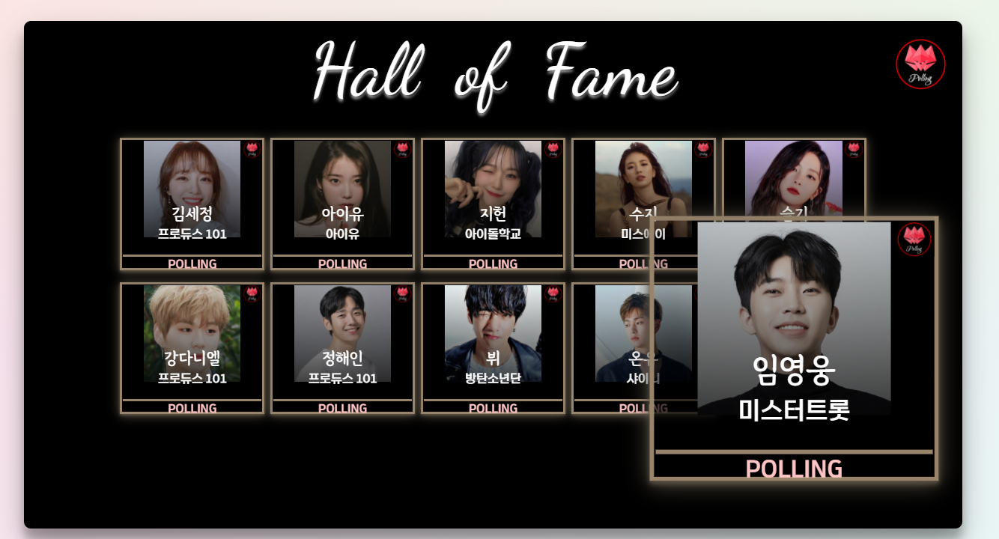 Hall of Fame
Polling
김세정
프로듀스 101
POLLING
아이유
아이유
POLLING
지헌
아이돌학교
POLLING
수지
미스에이
POLLING
슬기
강다니엘
프로듀스 101
POLLING
정해인
프로듀스 101
POLLING
뷔
방탄소년단
POLLING
온유
샤이니
POLLING
Polling
임영웅
미스터트롯
POLLING